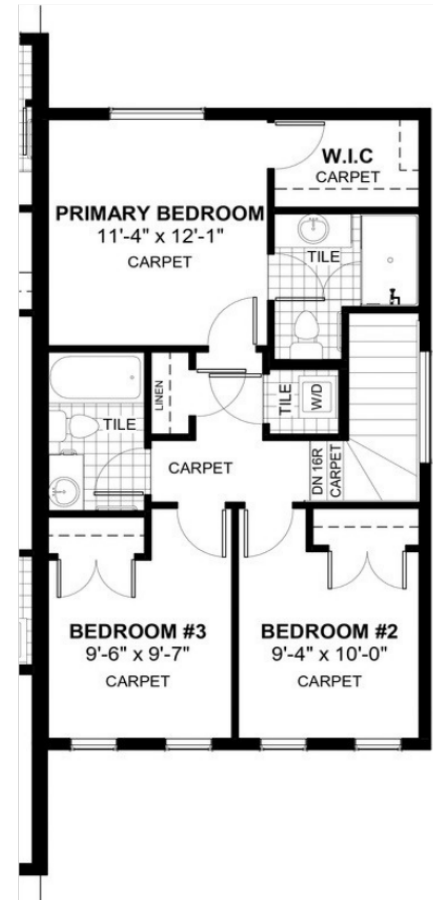 W.I.C
CARPET
PRIMARY BEDROOM
11'-4" x 12'-1"
CARPET
TILE
LINEN
TILE
W/D
TILE
CARPET
DN 16R
CARPET
BEDROOM #3
9'-6" x 9'-7"
CARPET
BEDROOM #2
9'-4" x 10'-0"
CARPET